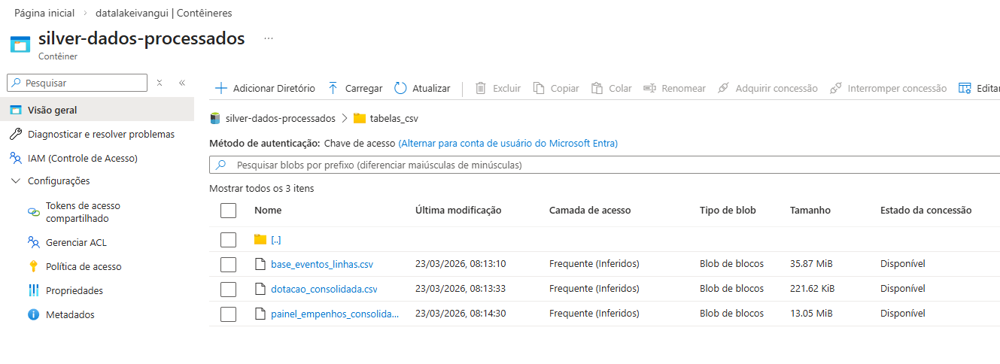 Página inicial > datalakeivangui | Contêineres
silver-dados-processados ...
Contêiner
Pesquisar
Visão geral
Diagnosticar e resolver problemas
IAM (Controle de Acesso)
Configurações
Tokens de acesso
compartilhado
Gerenciar ACL
Política de acesso
Propriedades
Metadados
Adicionar Diretório Carregar Atualizar Excluir Copiar Colar Renomear Adquirir concessão Interromper concessão Editar
silver-dados-processados > tabelas_csv
Método de autenticação: Chave de acesso (Alternar para conta de usuário do Microsoft Entra)
Pesquisar blobs por prefixo (diferenciar maiúsculas de minúsculas)
Mostrar todos os 3 itens
Nome Última modificação Camada de acesso Tipo de blob Tamanho Estado da concessão
[..]
base_eventos_linhas.csv 23/03/2026, 08:13:10 Frequente (Inferidos) Blob de blocos 35.87 MiB Disponível
dotacao_consolidada.csv 23/03/2026, 08:13:33 Frequente (Inferidos) Blob de blocos 221.62 KiB Disponível
painel_empenhos_consolida... 23/03/2026, 08:14:30 Frequente (Inferidos) Blob de blocos 13.05 MiB Disponível